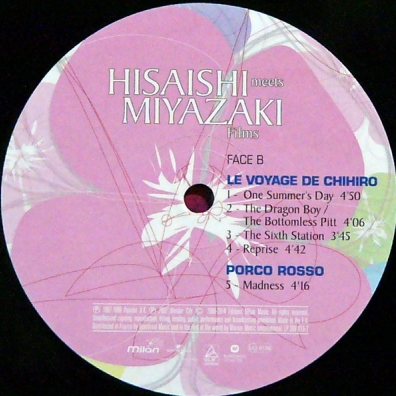 HISAISHI meets
MIYAZAKI
Films
FACE B
LE VOYAGE DE CHIHIRO
1 - One Summer's Day 4'50
2 - The Dragon Boy /
The Bottomless Pitt 4'06
3 - The Sixth Station 3'45
4 - Reprise 4'42
PORCO ROSSO
5 - Madness 4'16
milan